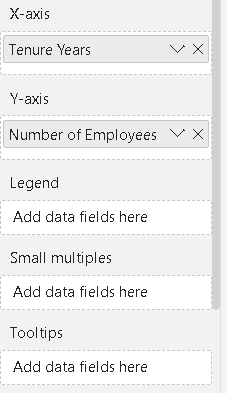 X-axis
Tenure Years
Y-axis
Number of Employees
Legend
Add data fields here
Small multiples
Add data fields here
Tooltips
Add data fields here